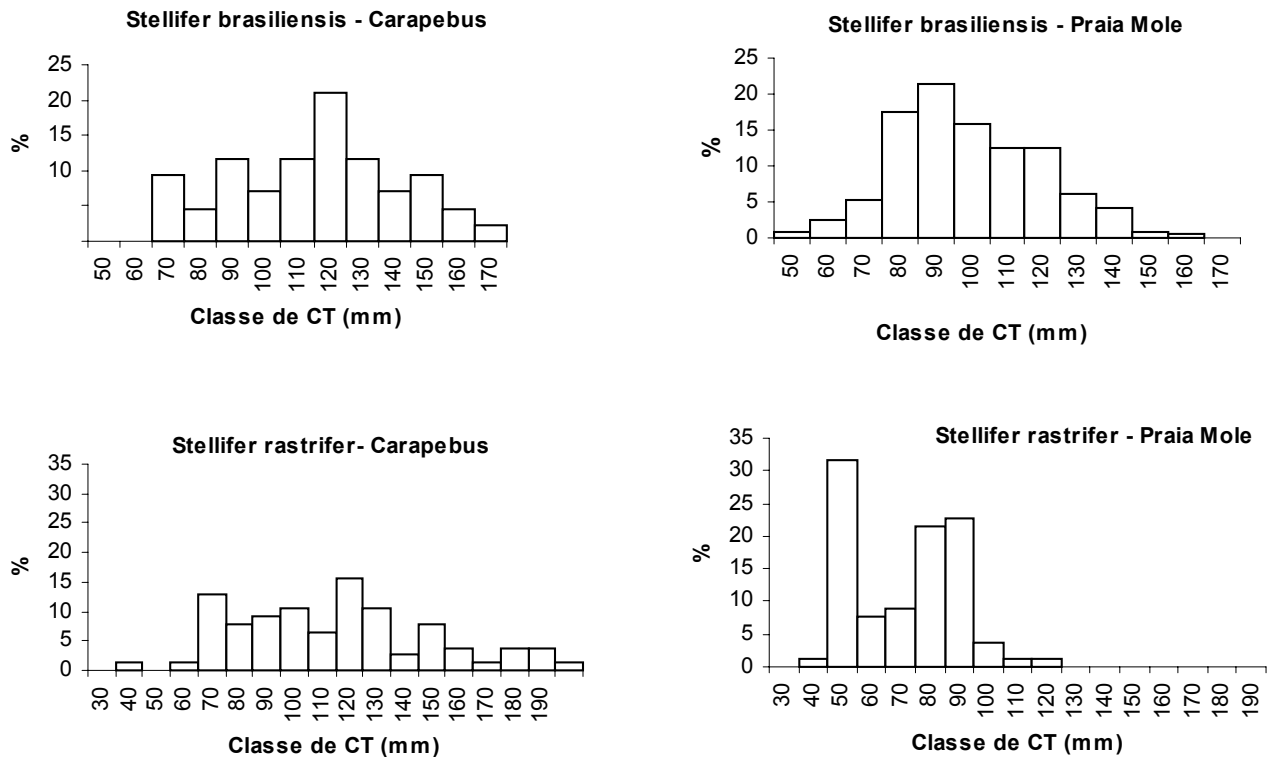 Stellifer brasiliensis - Carapebus
25
20
15
10
%
50 60 70 80 90 100 110 120 130 140 150 160 170
Classe de CT (mm)
Stellifer brasiliensis - Praia Mole
25
20
15
10
5
0
%
50 60 70 80 90 100 110 120 130 140 150 160 170
Classe de CT (mm)
Stellifer rastrifer- Carapebus
35
30
25
20
15
10
5
0
%
30 40 50 60 70 80 90 100 110 120 130 140 150 160 170 180 190
Classe de CT (mm)
Stellifer rastrifer - Praia Mole
35
30
25
20
15
10
5
0
%
30 40 50 60 70 80 90 100 110 120 130 140 150 160 170 180 190
Classe de CT (mm)